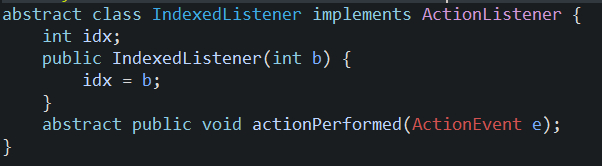 abstract class IndexedListener implements ActionListener {
    int idx;
    public IndexedListener(int b) {
        idx = b;
    }
    abstract public void actionPerformed(ActionEvent e);
}